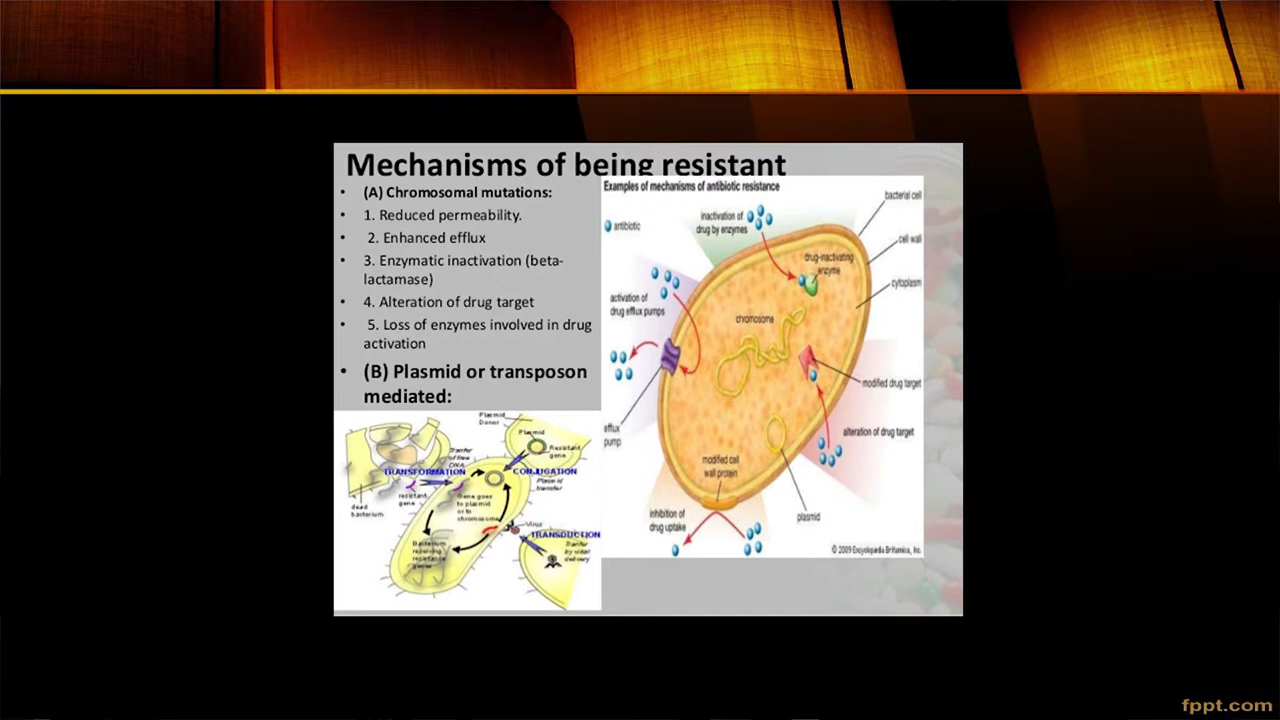 Mechanisms of being resistant
• (A) Chromosomal mutations:
• 1. Reduced permeability.
• 2. Enhanced efflux
• 3. Enzymatic inactivation (beta-
lactamase)
• 4. Alteration of drug target
• 5. Loss of enzymes involved in drug
activation
• (B) Plasmid or transposon
mediated:
Examples of mechanisms of antibiotic resistance
antibiotic
inactivation of
drug by enzymes
bacterial cell
cell wall
cytoplasm
drug-inactivating
enzyme
activation of
drug efflux pumps
chromosome
modified drug target
efflux
pump
alteration of drug target
modified cell
wall protein
inhibition of
drug uptake
plasmid
© 2009 Encyclopædia Britannica, Inc.
Plasmid
Donor
Plasmid
Resistant
gene
of free
DNA
TRANSFORMATION
CONJUGATION
transfer
resistant
gene
Gene goes
to plasmid
or to
chromosome
dead
bacterium
Virus
TRANSDUCTION
by viral
delivery
Bacterium
genes
fppt.com